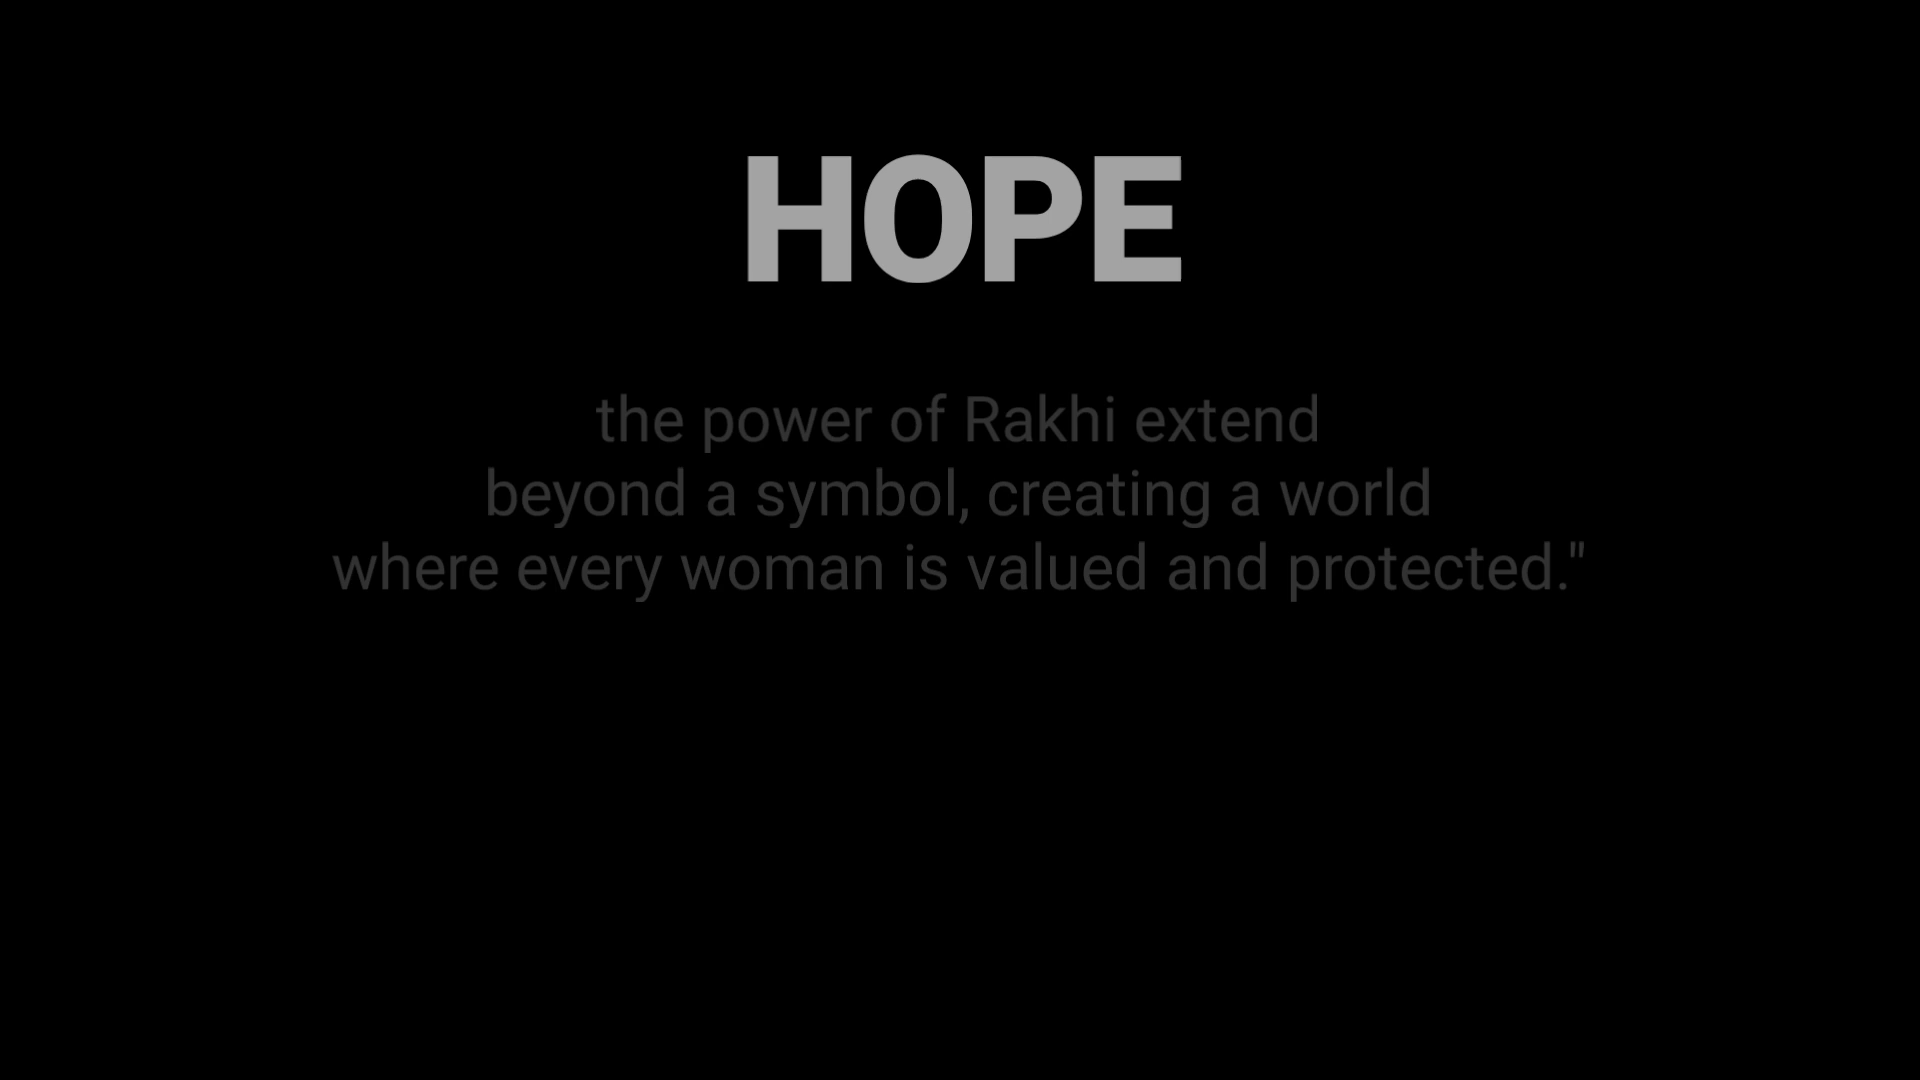 HOPE
the power of Rakhi extend
beyond a symbol, creating a world
where every woman is valued and protected."